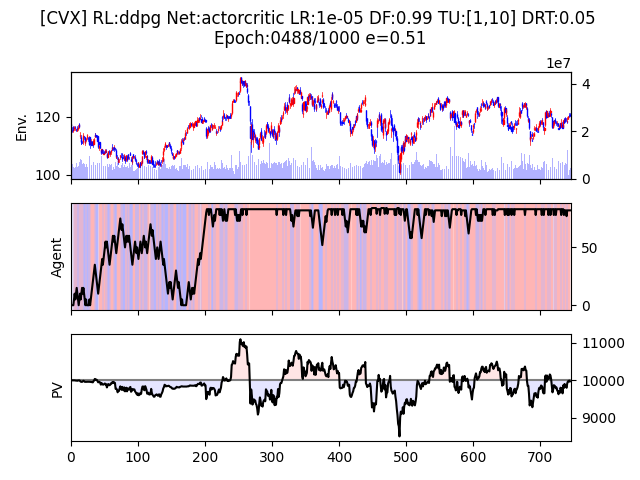 [CVX] RL:ddpg Net:actorcritic LR:1e-05 DF:0.99 TU:[1,10] DRT:0.05
Epoch:0488/1000 e=0.51
1e7
Env.
120
100
4
2
0
Agent
50
0
PV
11000
10000
9000
0 100 200 300 400 500 600 700